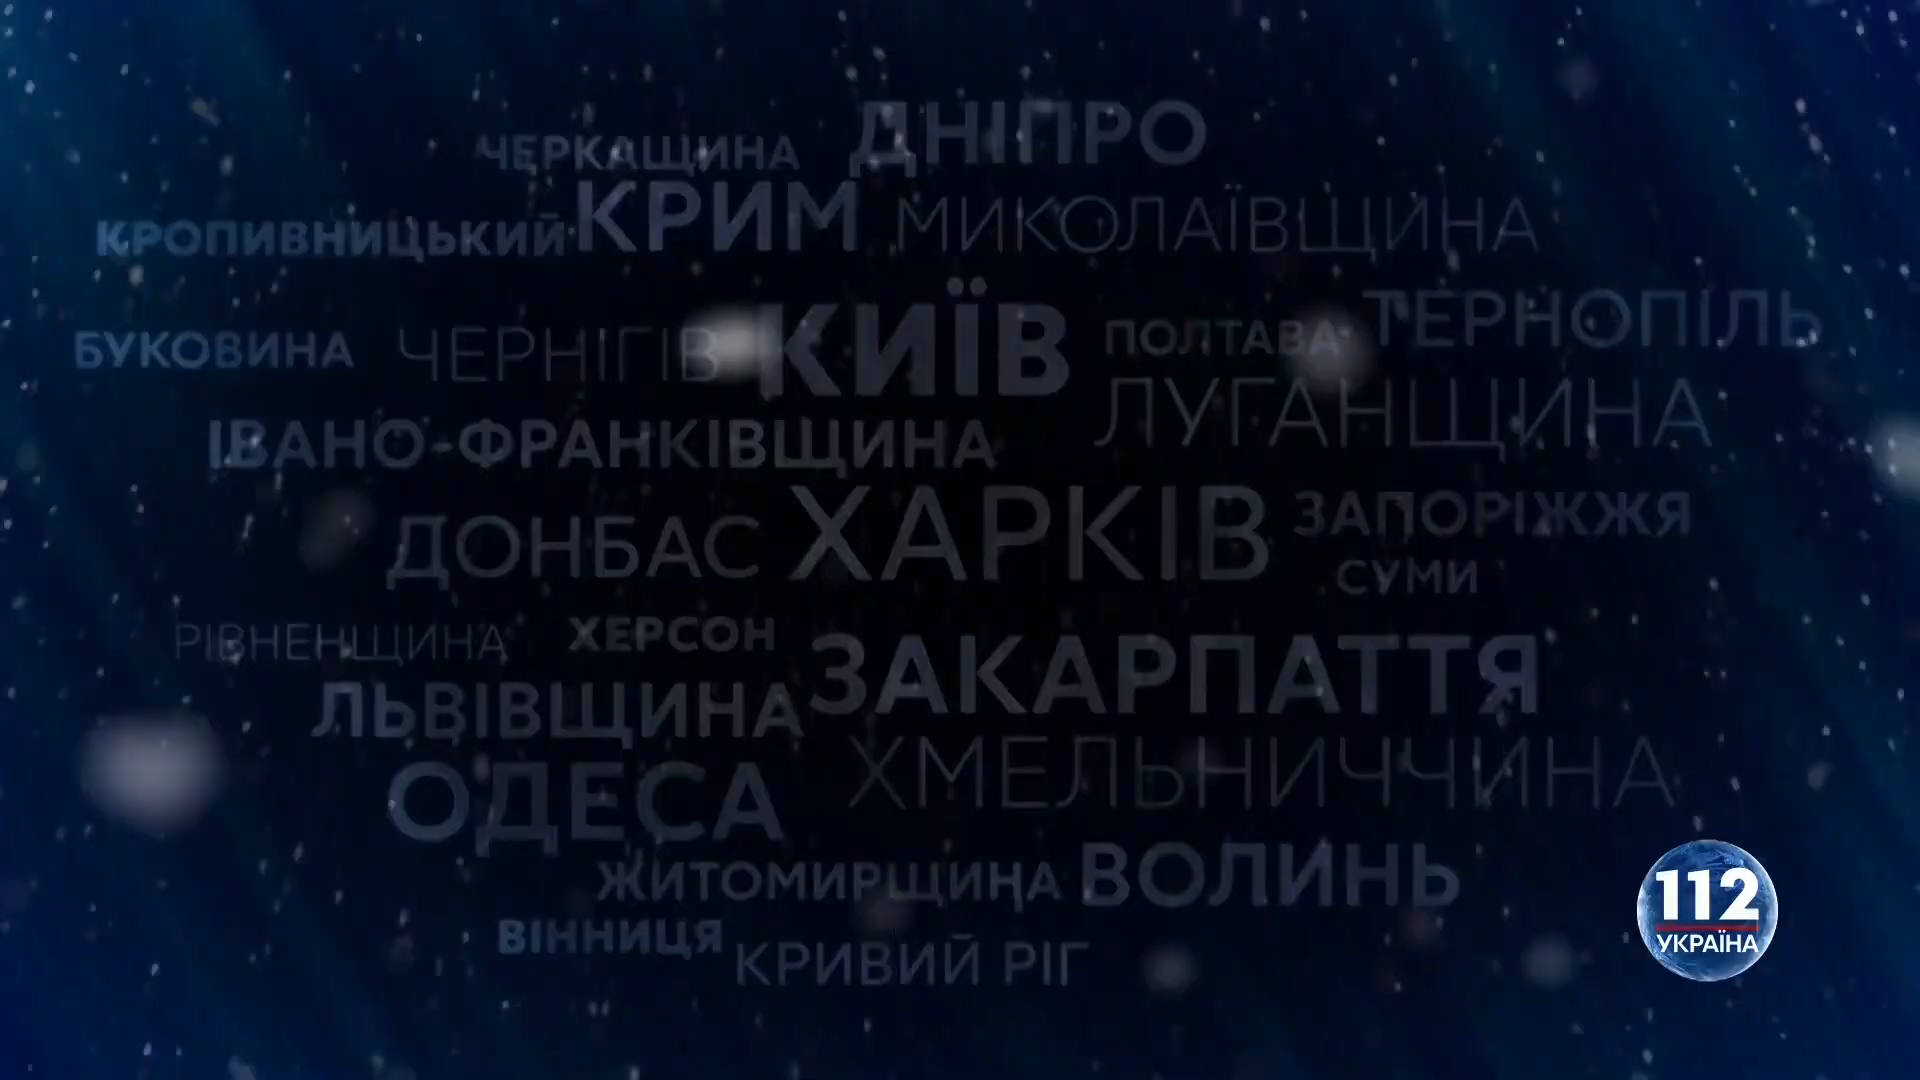 ДНІПРО
ЧЕРКАЩИНА
КРИМ МИКОЛАЇВЩИНА
КРОПИВНИЦЬКИЙ
КИЇВ
БУКОВИНА ЧЕРНІГІВ ПОЛТАВА ТЕРНОПІЛЬ
ЛУГАНЩИНА
ІВАНО-ФРАНКІВЩИНА
ДОНБАС ХАРКІВ ЗАПОРІЖЖЯ
СУМИ
РІВНЕНЩИНА ХЕРСОН ЗАКАРПАТТЯ
ЛЬВІВЩИНА
ОДЕСА ХМЕЛЬНИЧЧИНА
ЖИТОМИРЩИНА ВОЛИНЬ
ВІННИЦЯ
КРИВИЙ РІГ
112
УКРАЇНА